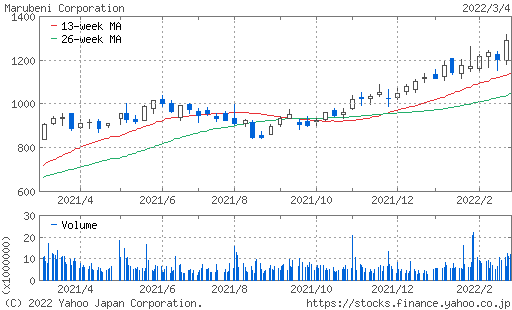 Marubeni Corporation 2022/3/4
1400
13-week MA
26-week MA
1200
1000
800
600
2021/4 2021/6 2021/8 2021/10 2021/12 2022/2
30
Volume
20
10
0
(x1000000)
2021/4 2021/6 2021/8 2021/10 2021/12 2022/2
(C) 2022 Yahoo Japan Corporation. https://stocks.finance.yahoo.co.jp